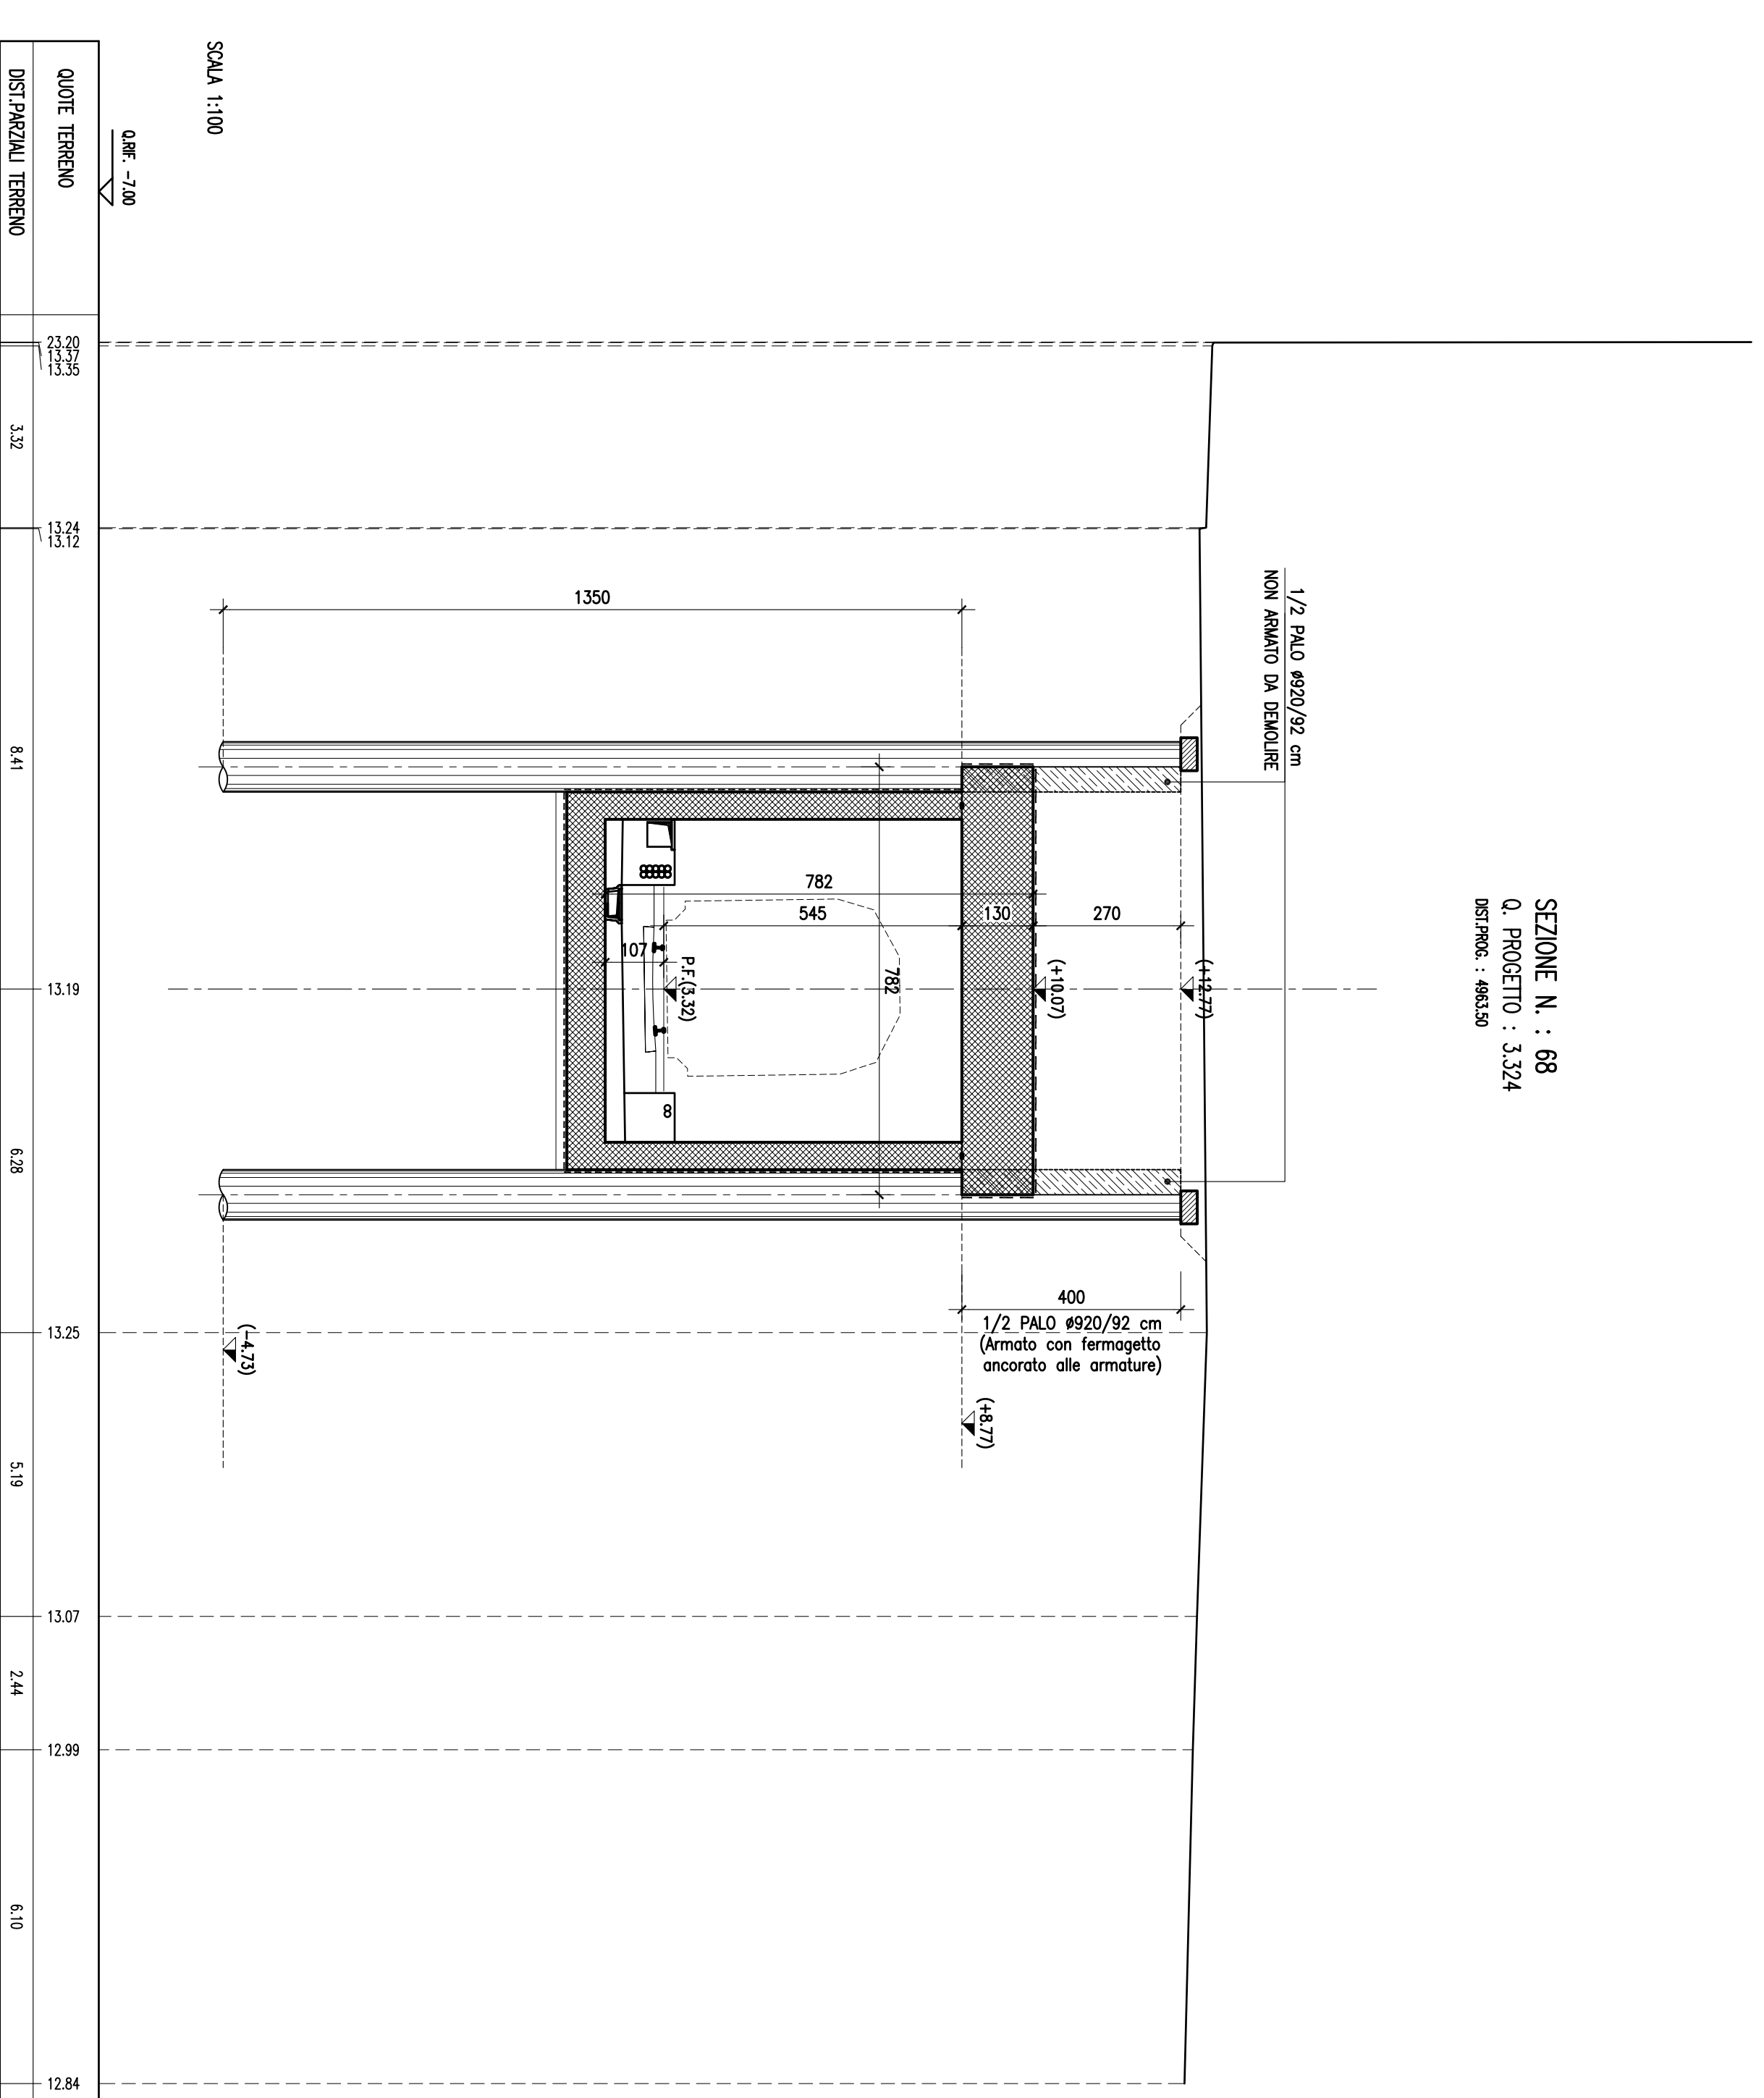 SEZIONE N. : 68
Q. PROGETTO : 3.324
DIST.PROG. : 4963.50
1/2 PALO ø920/92 cm
NON ARMATO DA DEMOLIRE
(+12.77)
270
(+10.07)
130
782
545
782
107
P.F.(3.32)
1350
400
1/2 PALO ø920/92 cm
(Armato con fermagetto
ancorato alle armature)
(+8.77)
(-4.73)
SCALA 1:100
Q.RIF. -7.00
QUOTE TERRENO
23.20
13.37
13.35
13.24
13.12
13.19
13.25
13.07
12.99
12.84
DIST.PARZIALI TERRENO
3.32
8.41
6.28
5.19
2.44
6.10